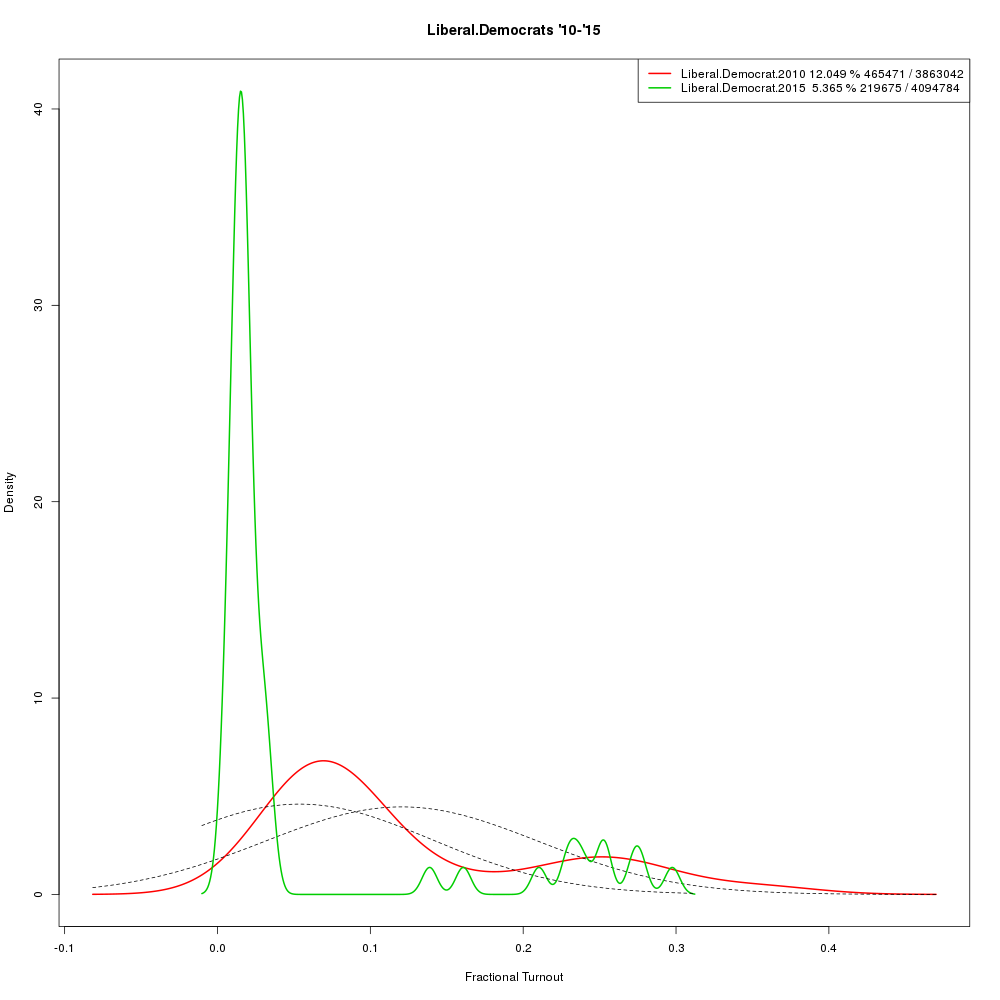 Liberal.Democrats '10-'15
Liberal.Democrat.2010 12.049 % 465471 / 3863042
Liberal.Democrat.2015  5.365 % 219675 / 4094784
40
30
20
10
0
Density
-0.1 0.0 0.1 0.2 0.3 0.4
Fractional Turnout